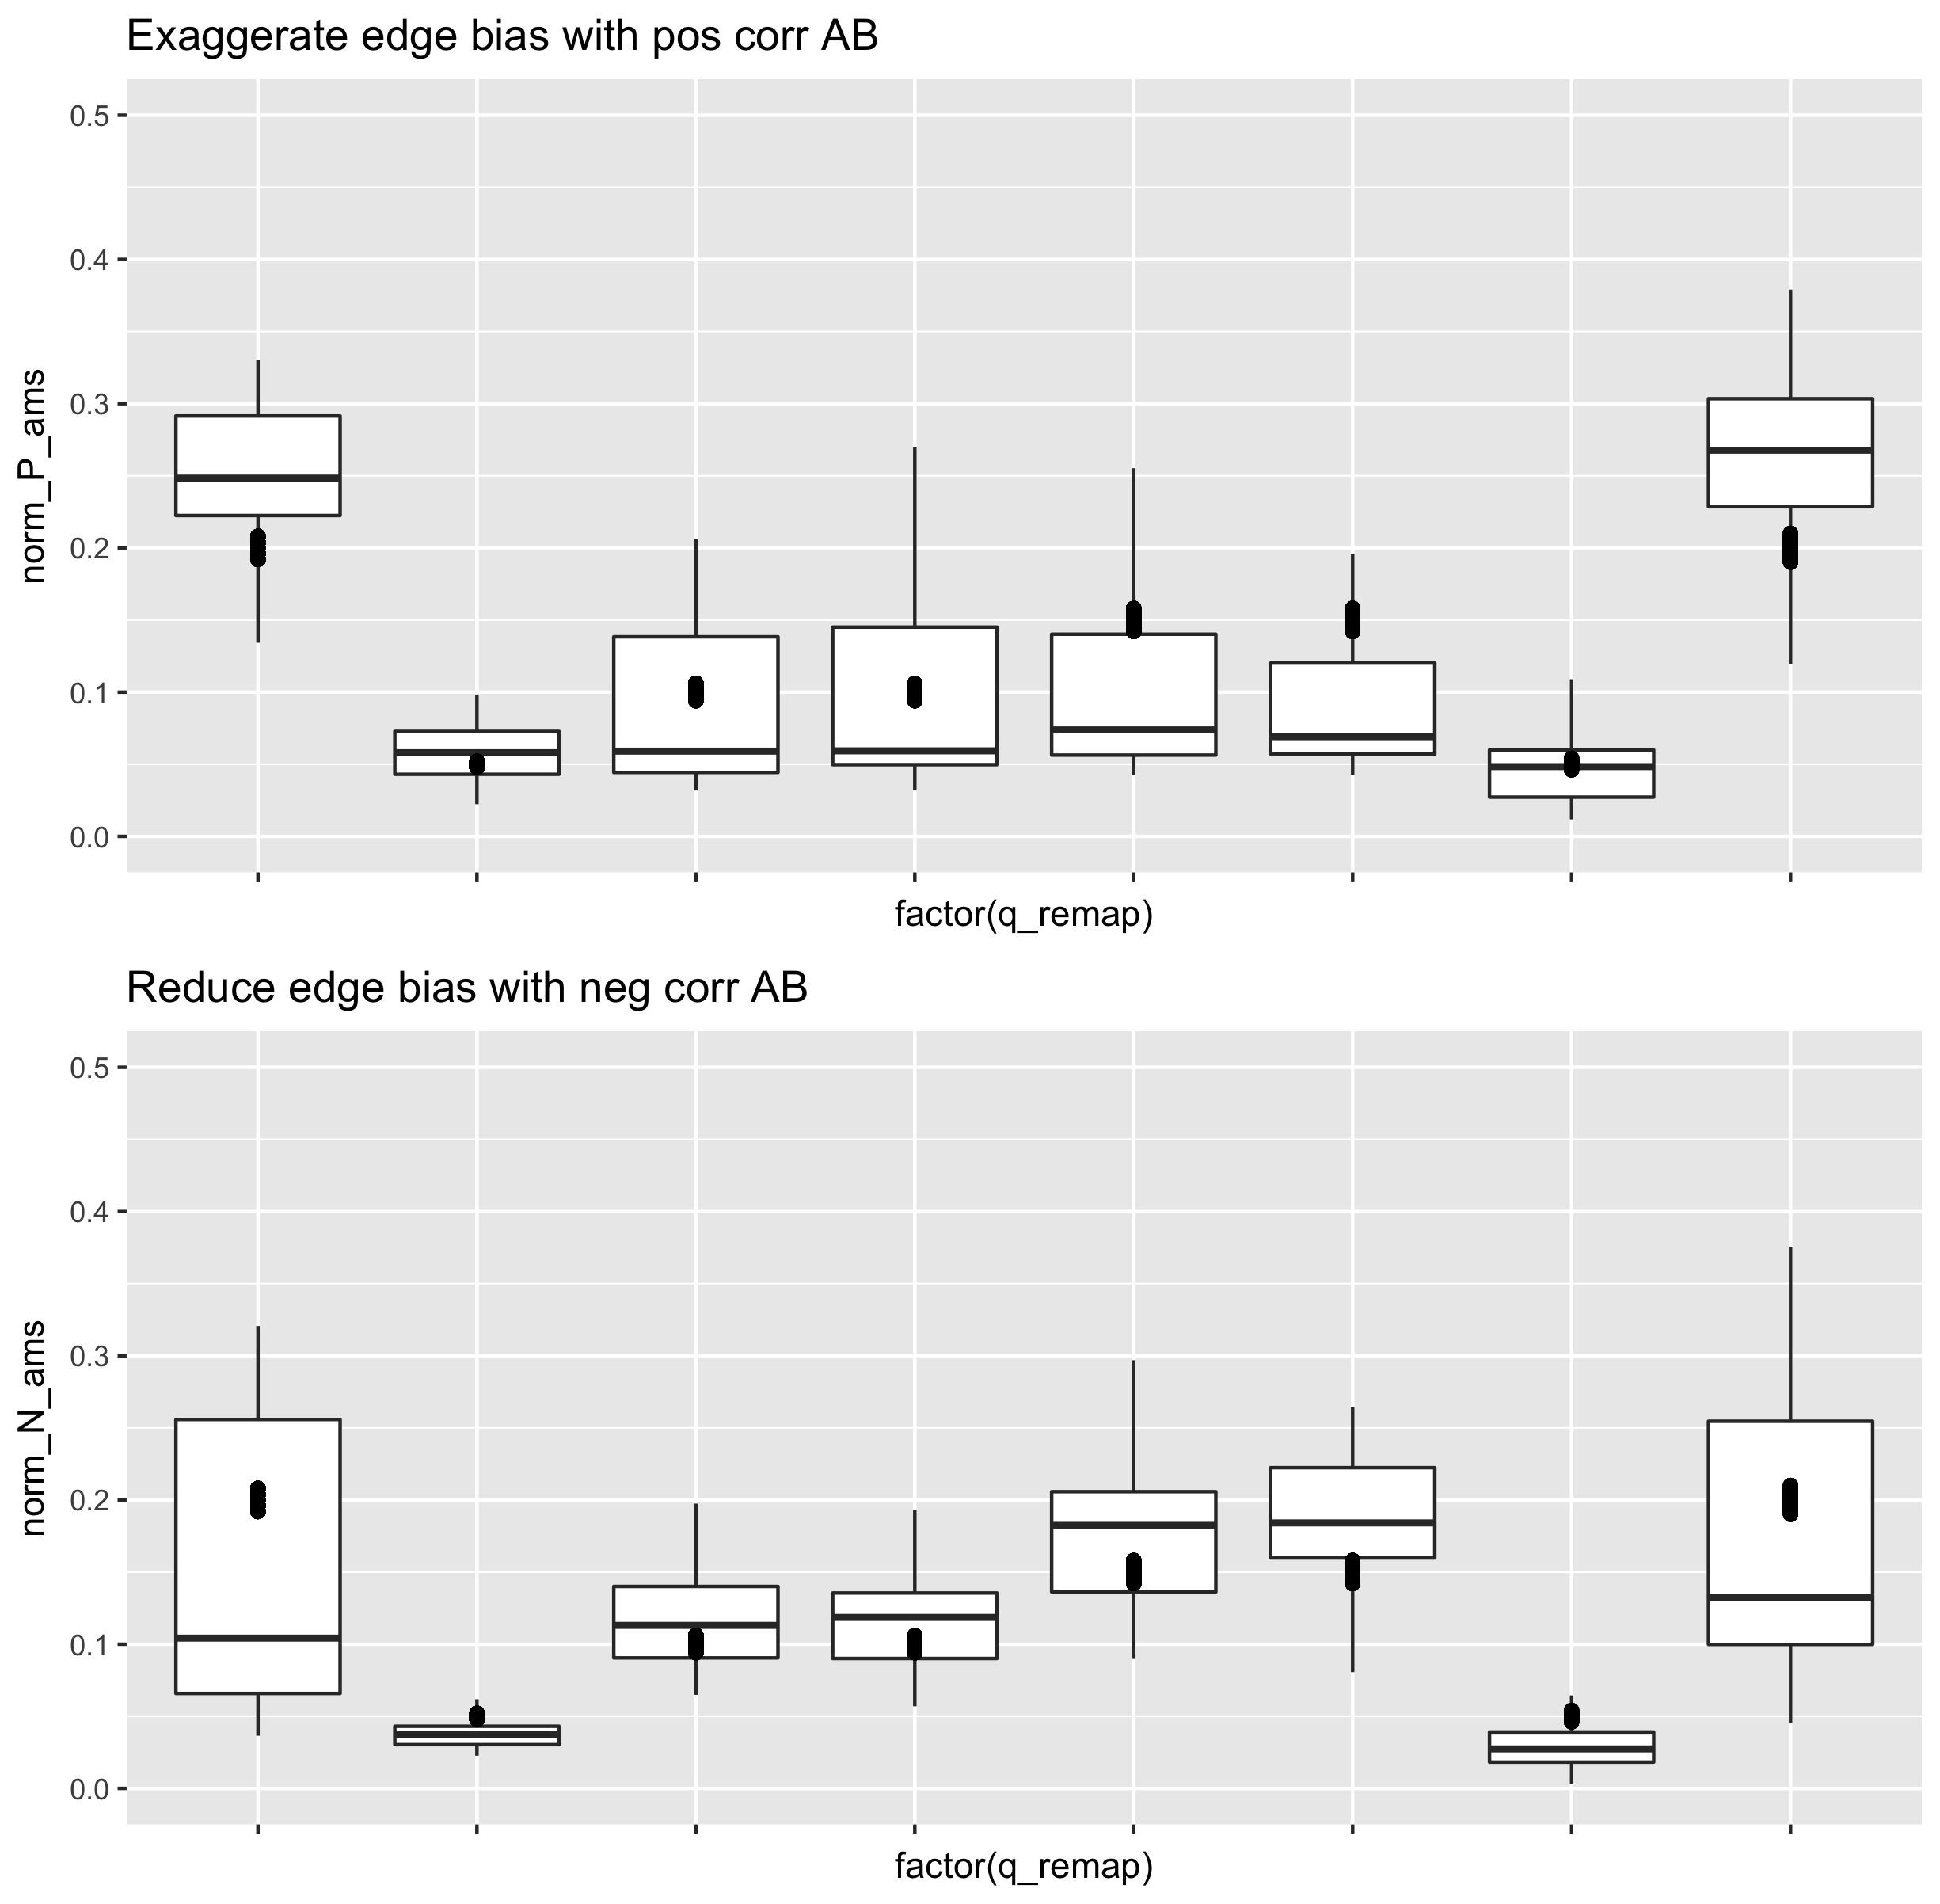 Exaggerate edge bias with pos corr AB
0.5
0.4
0.3
0.2
0.1
0.0
norm_P_ams
factor(q_remap)
Reduce edge bias with neg corr AB
0.5
0.4
0.3
0.2
0.1
0.0
norm_N_ams
factor(q_remap)